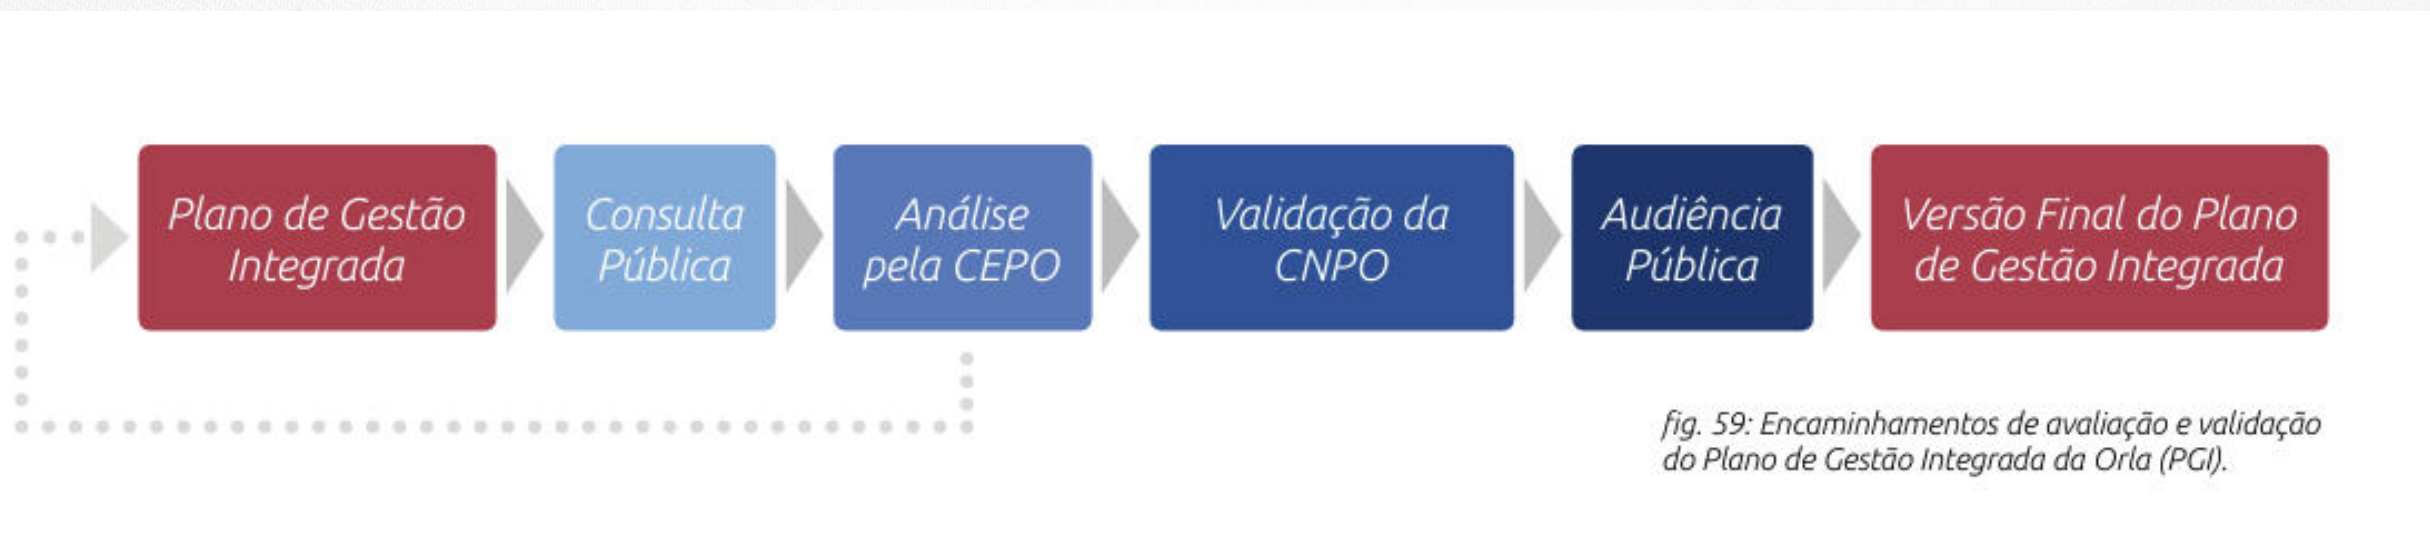 Plano de Gestão
Integrada
Consulta
Pública
Análise
pela CEPO
Validação da
CNPO
Audiência
Pública
Versão Final do Plano
de Gestão Integrada
fig. 59: Encaminhamentos de avaliação e validação
do Plano de Gestão Integrada da Orla (PGI).